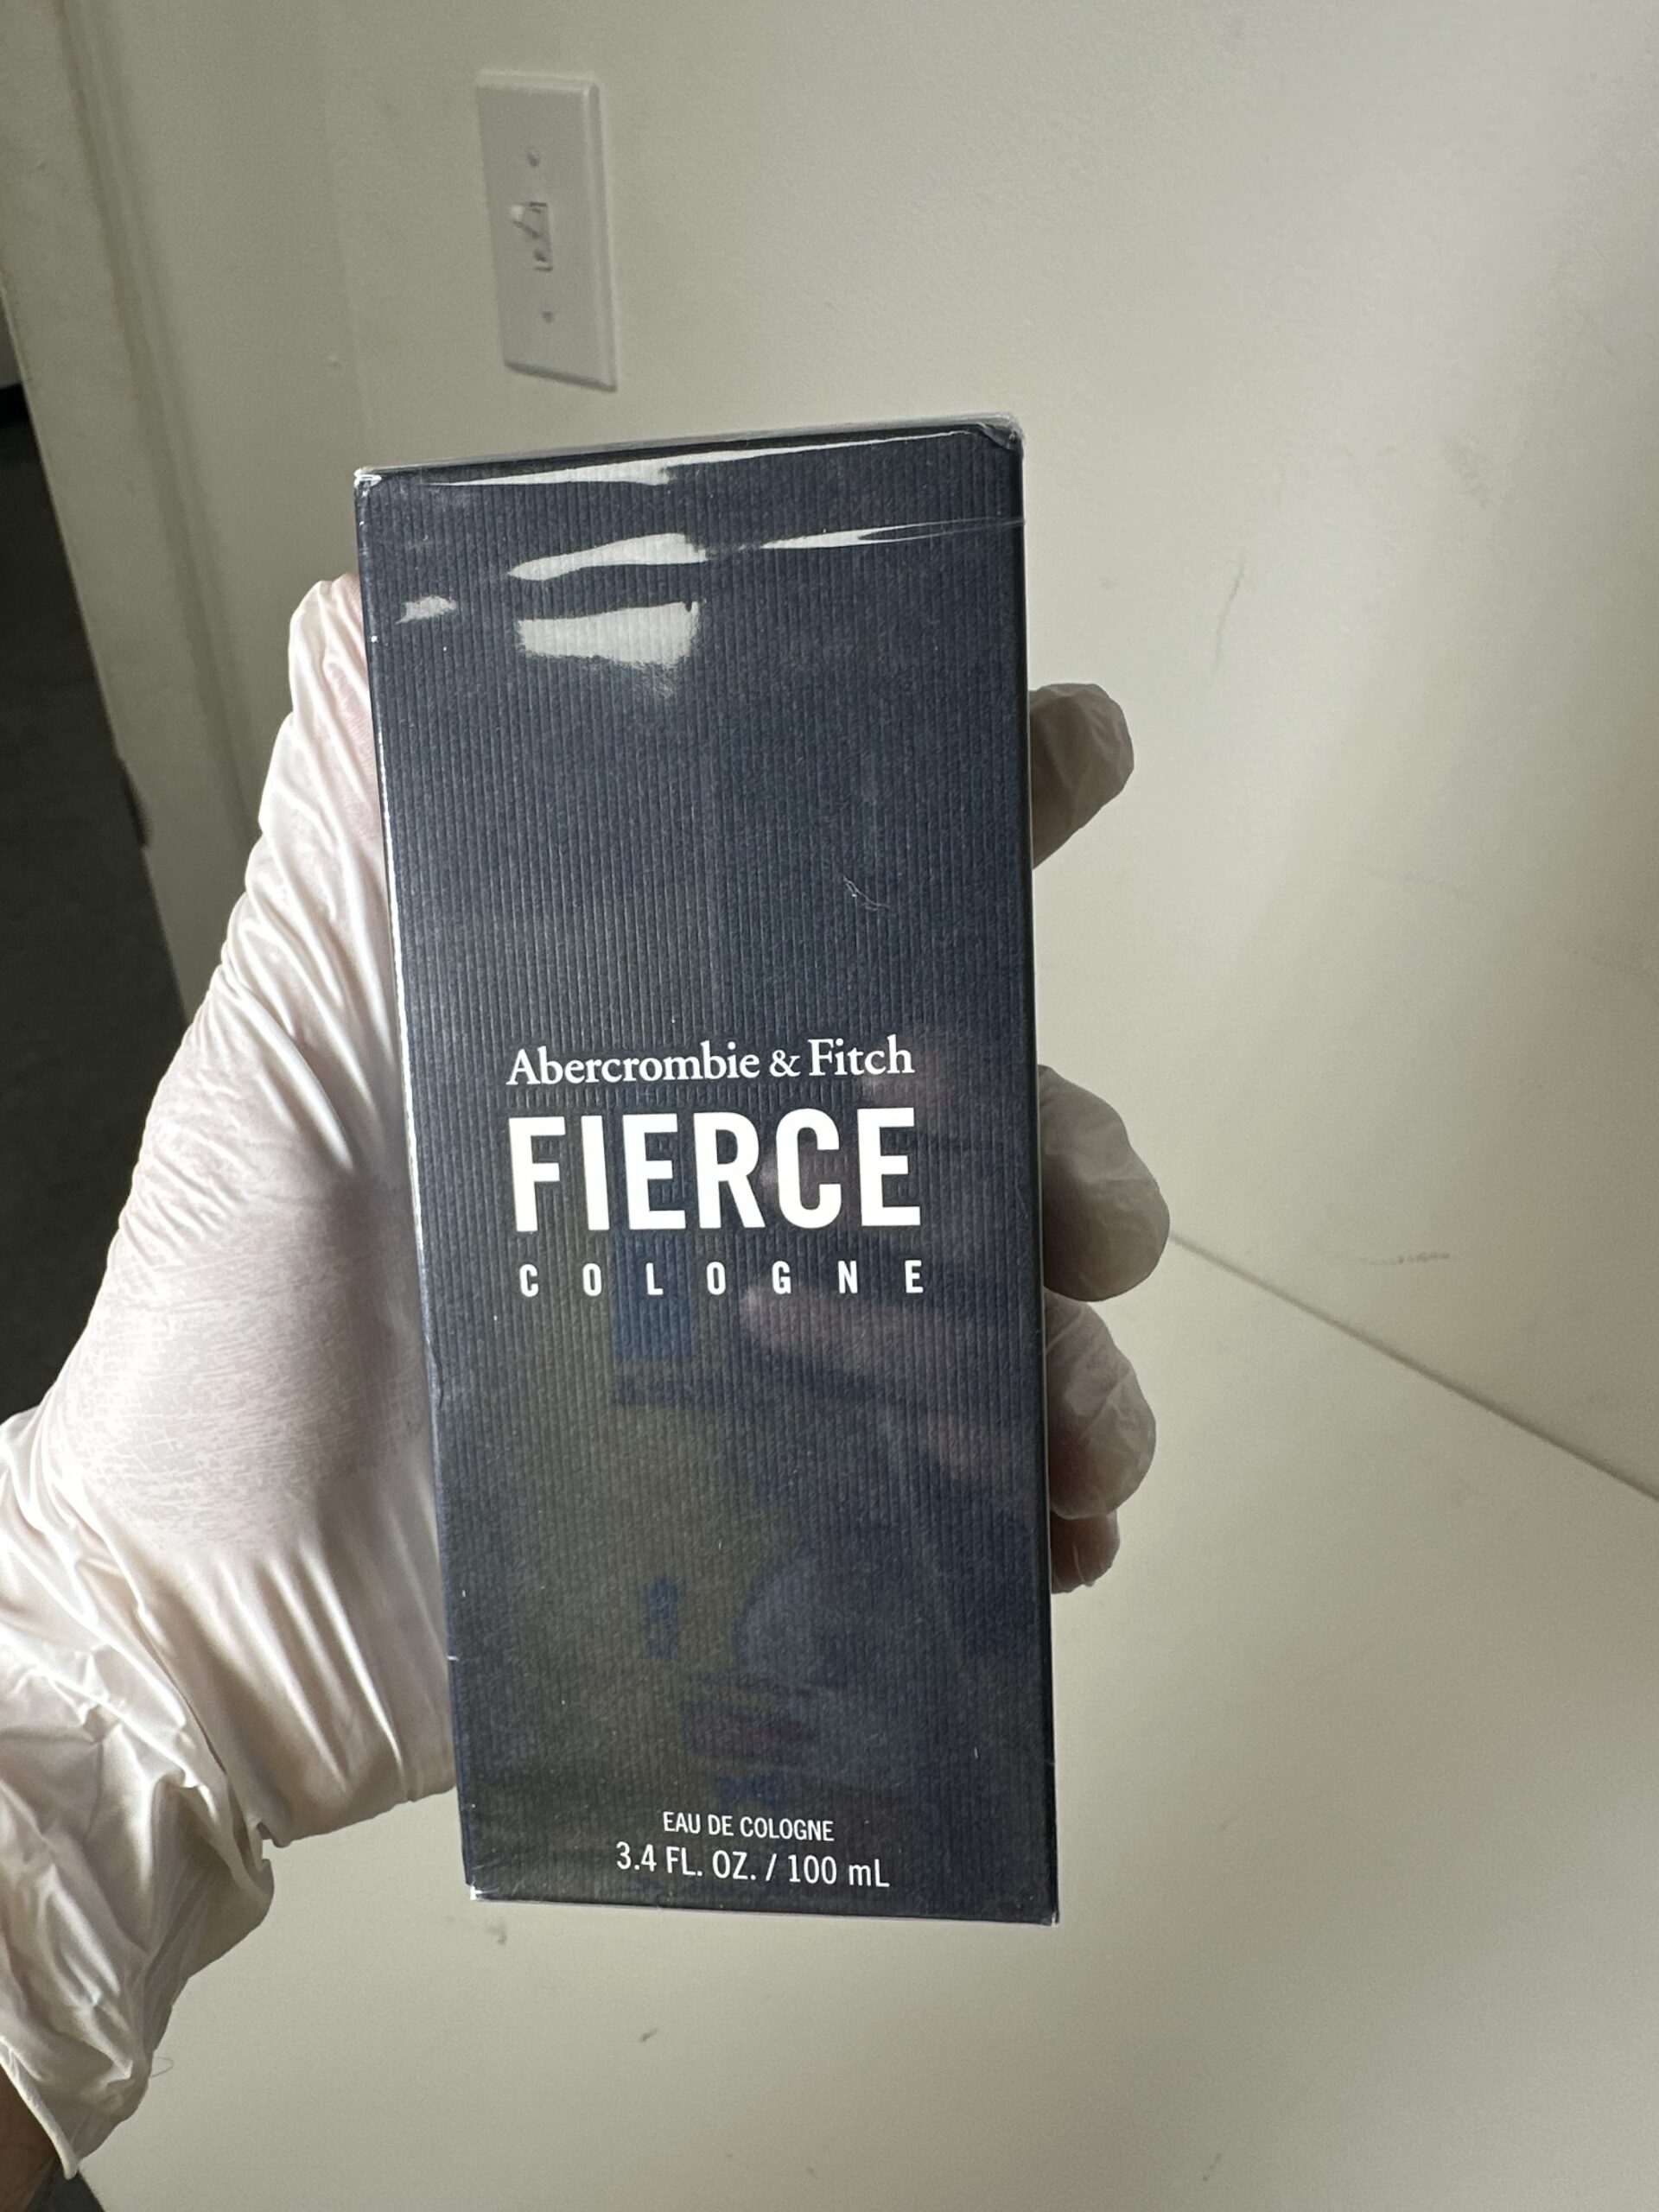 Abercrombie & Fitch
FIERCE
COLOGNE
EAU DE COLOGNE
3.4 FL. OZ. / 100 mL